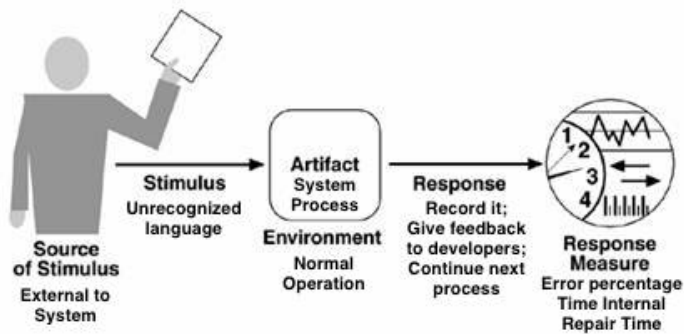 Source
of Stimulus
External to
System
Stimulus
Unrecognized
language
Artifact
System
Process
Environment
Normal
Operation
Response
Record it;
Give feedback
to developers;
Continue next
process
1
2
3
4
Response
Measure
Error percentage
Time Internal
Repair Time